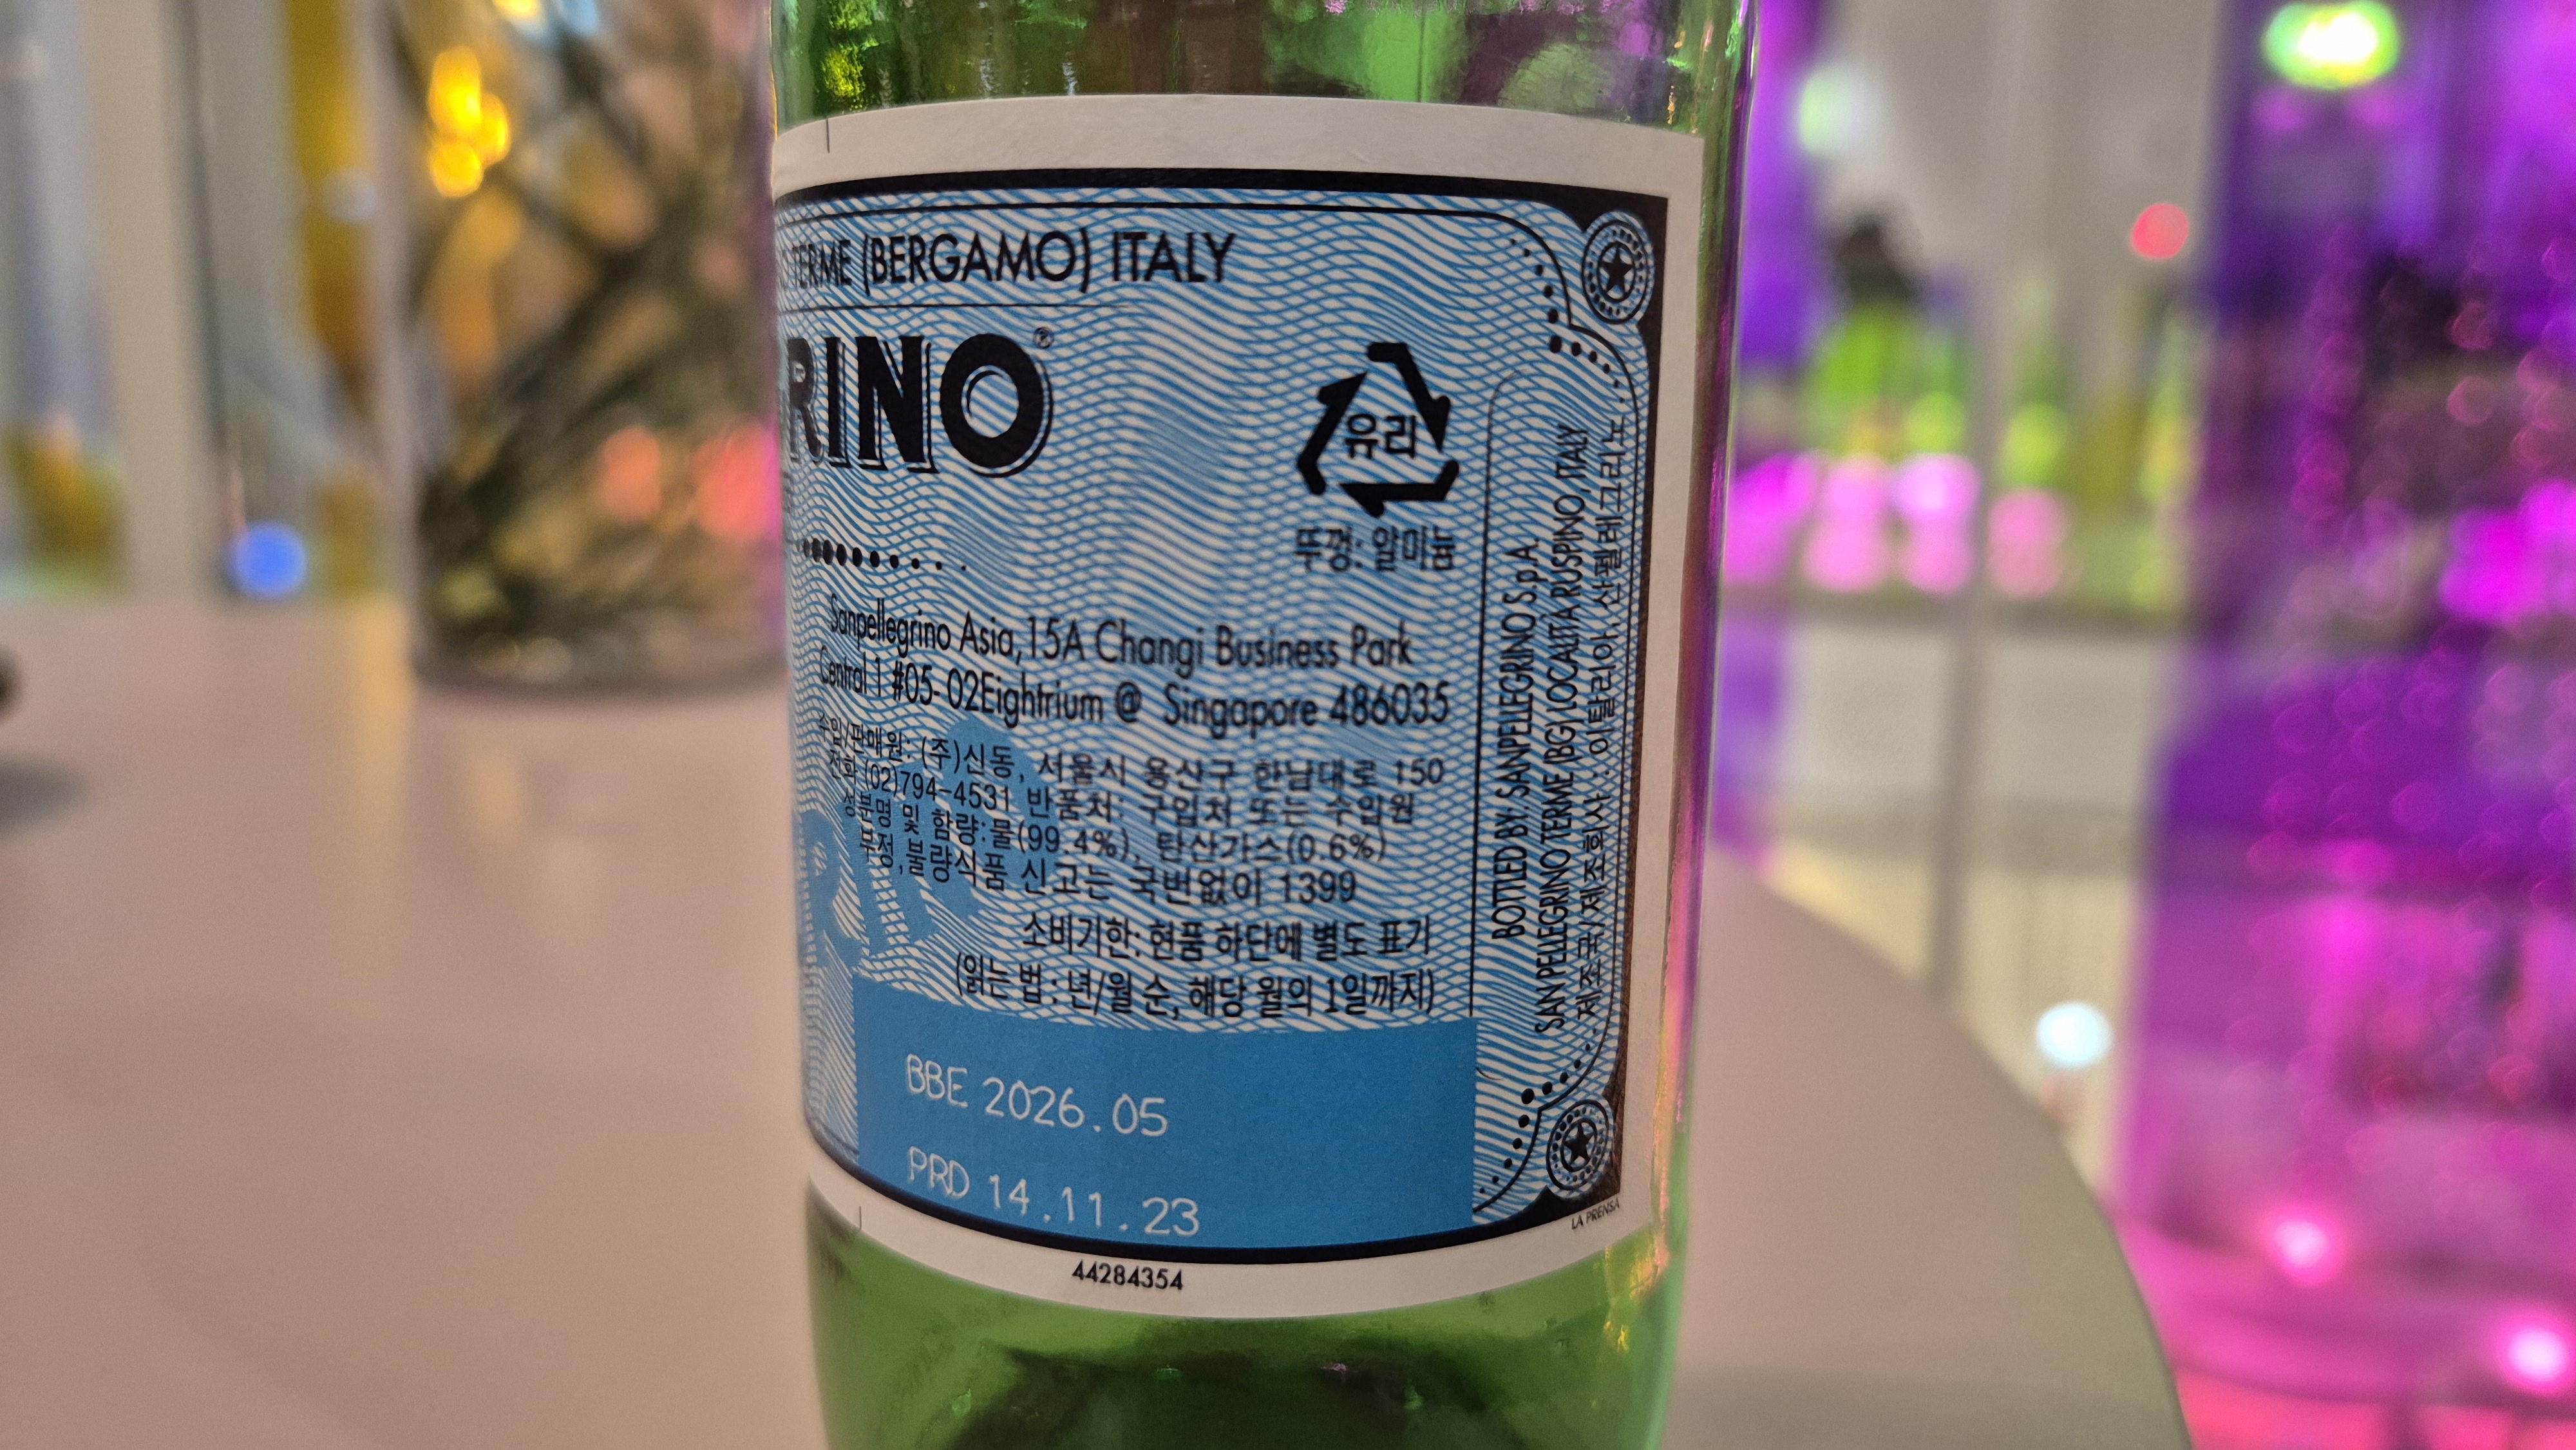 TERME (BERGAMO) ITALY
RINO®
유리
뚜껑: 알미늄
Sanpellegrino Asia,15A Changi Business Park
Central 1 #05-02Eightrium @ Singapore 486035
수입/판매원: (주)신동, 서울시 용산구 한남대로 150
전화 (02)794-4531 반품처: 구입처 또는 수입원
성분명 및 함량:물(99.4%), 탄산가스(0.6%)
부정,불량식품 신고는 국번없이 1399
소비기한: 현품 하단에 별도 표기
(읽는 법 : 년/월 순, 해당 월의 1일까지)
BBE 2026.05
PRD 14.11.23
44284354
BOTTLED BY: SANPELLEGRINO S.p.A.
SAN PELLEGRINO TERME (BG) LOCALITÀ RUSPINO, ITALY
제조국/제조회사 : 이탈리아, 산펠레그리노
LA PRENSA